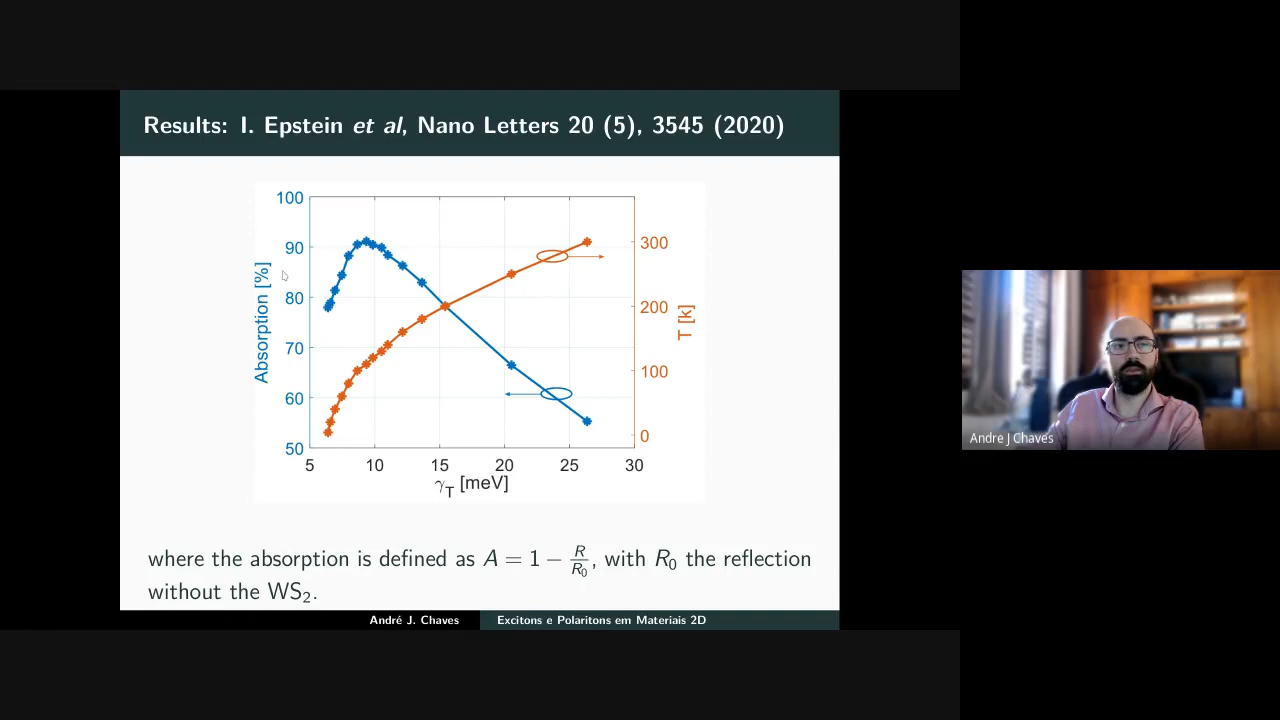 Results: I. Epstein et al, Nano Letters 20 (5), 3545 (2020)
100
90
80
70
60
50
Absorption [%]
300
200
100
0
T [k]
5 10 15 20 25 30
γT [meV]
where the absorption is defined as A = 1 − R/R₀, with R₀ the reflection
without the WS₂.
André J. Chaves Excitons e Polaritons em Materiais 2D
Andre J Chaves